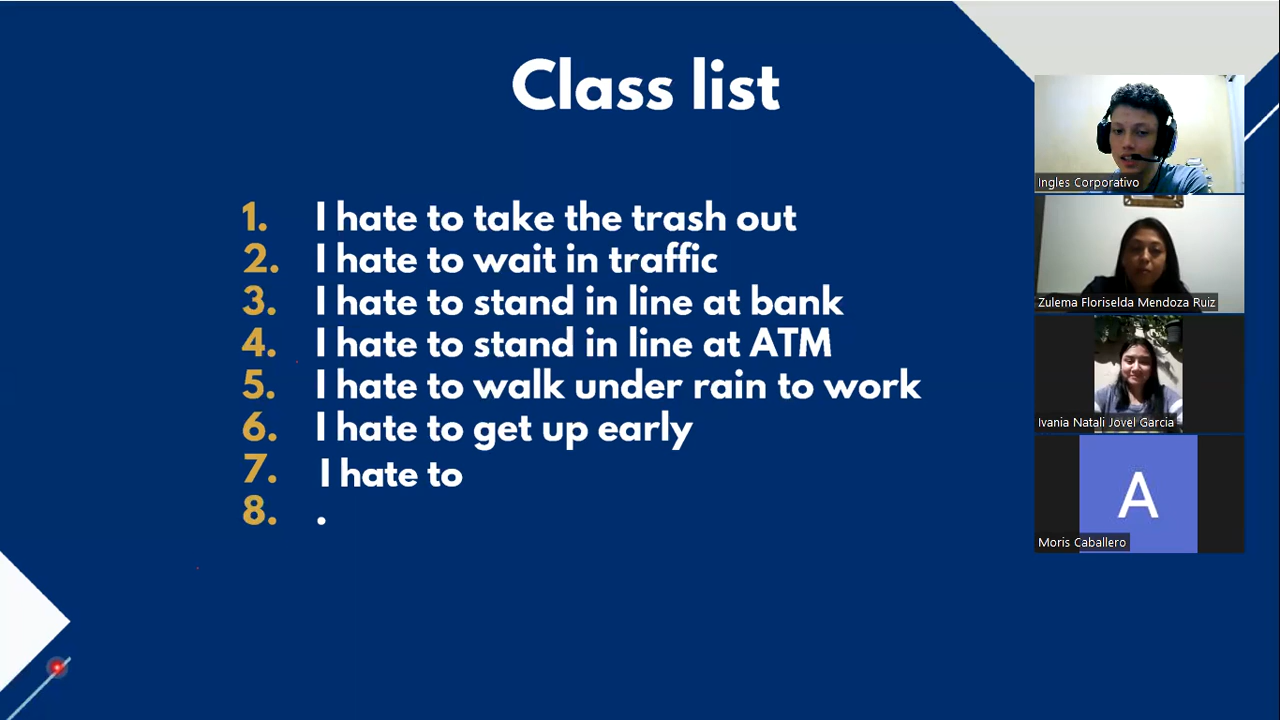 Class list
1. I hate to take the trash out
2. I hate to wait in traffic
3. I hate to stand in line at bank
4. I hate to stand in line at ATM
5. I hate to walk under rain to work
6. I hate to get up early
7. I hate to
8. .
Ingles Corporativo
Zulema Floriselda Mendoza Ruiz
Ivania Natali Jovel Garcia
A
Moris Caballero